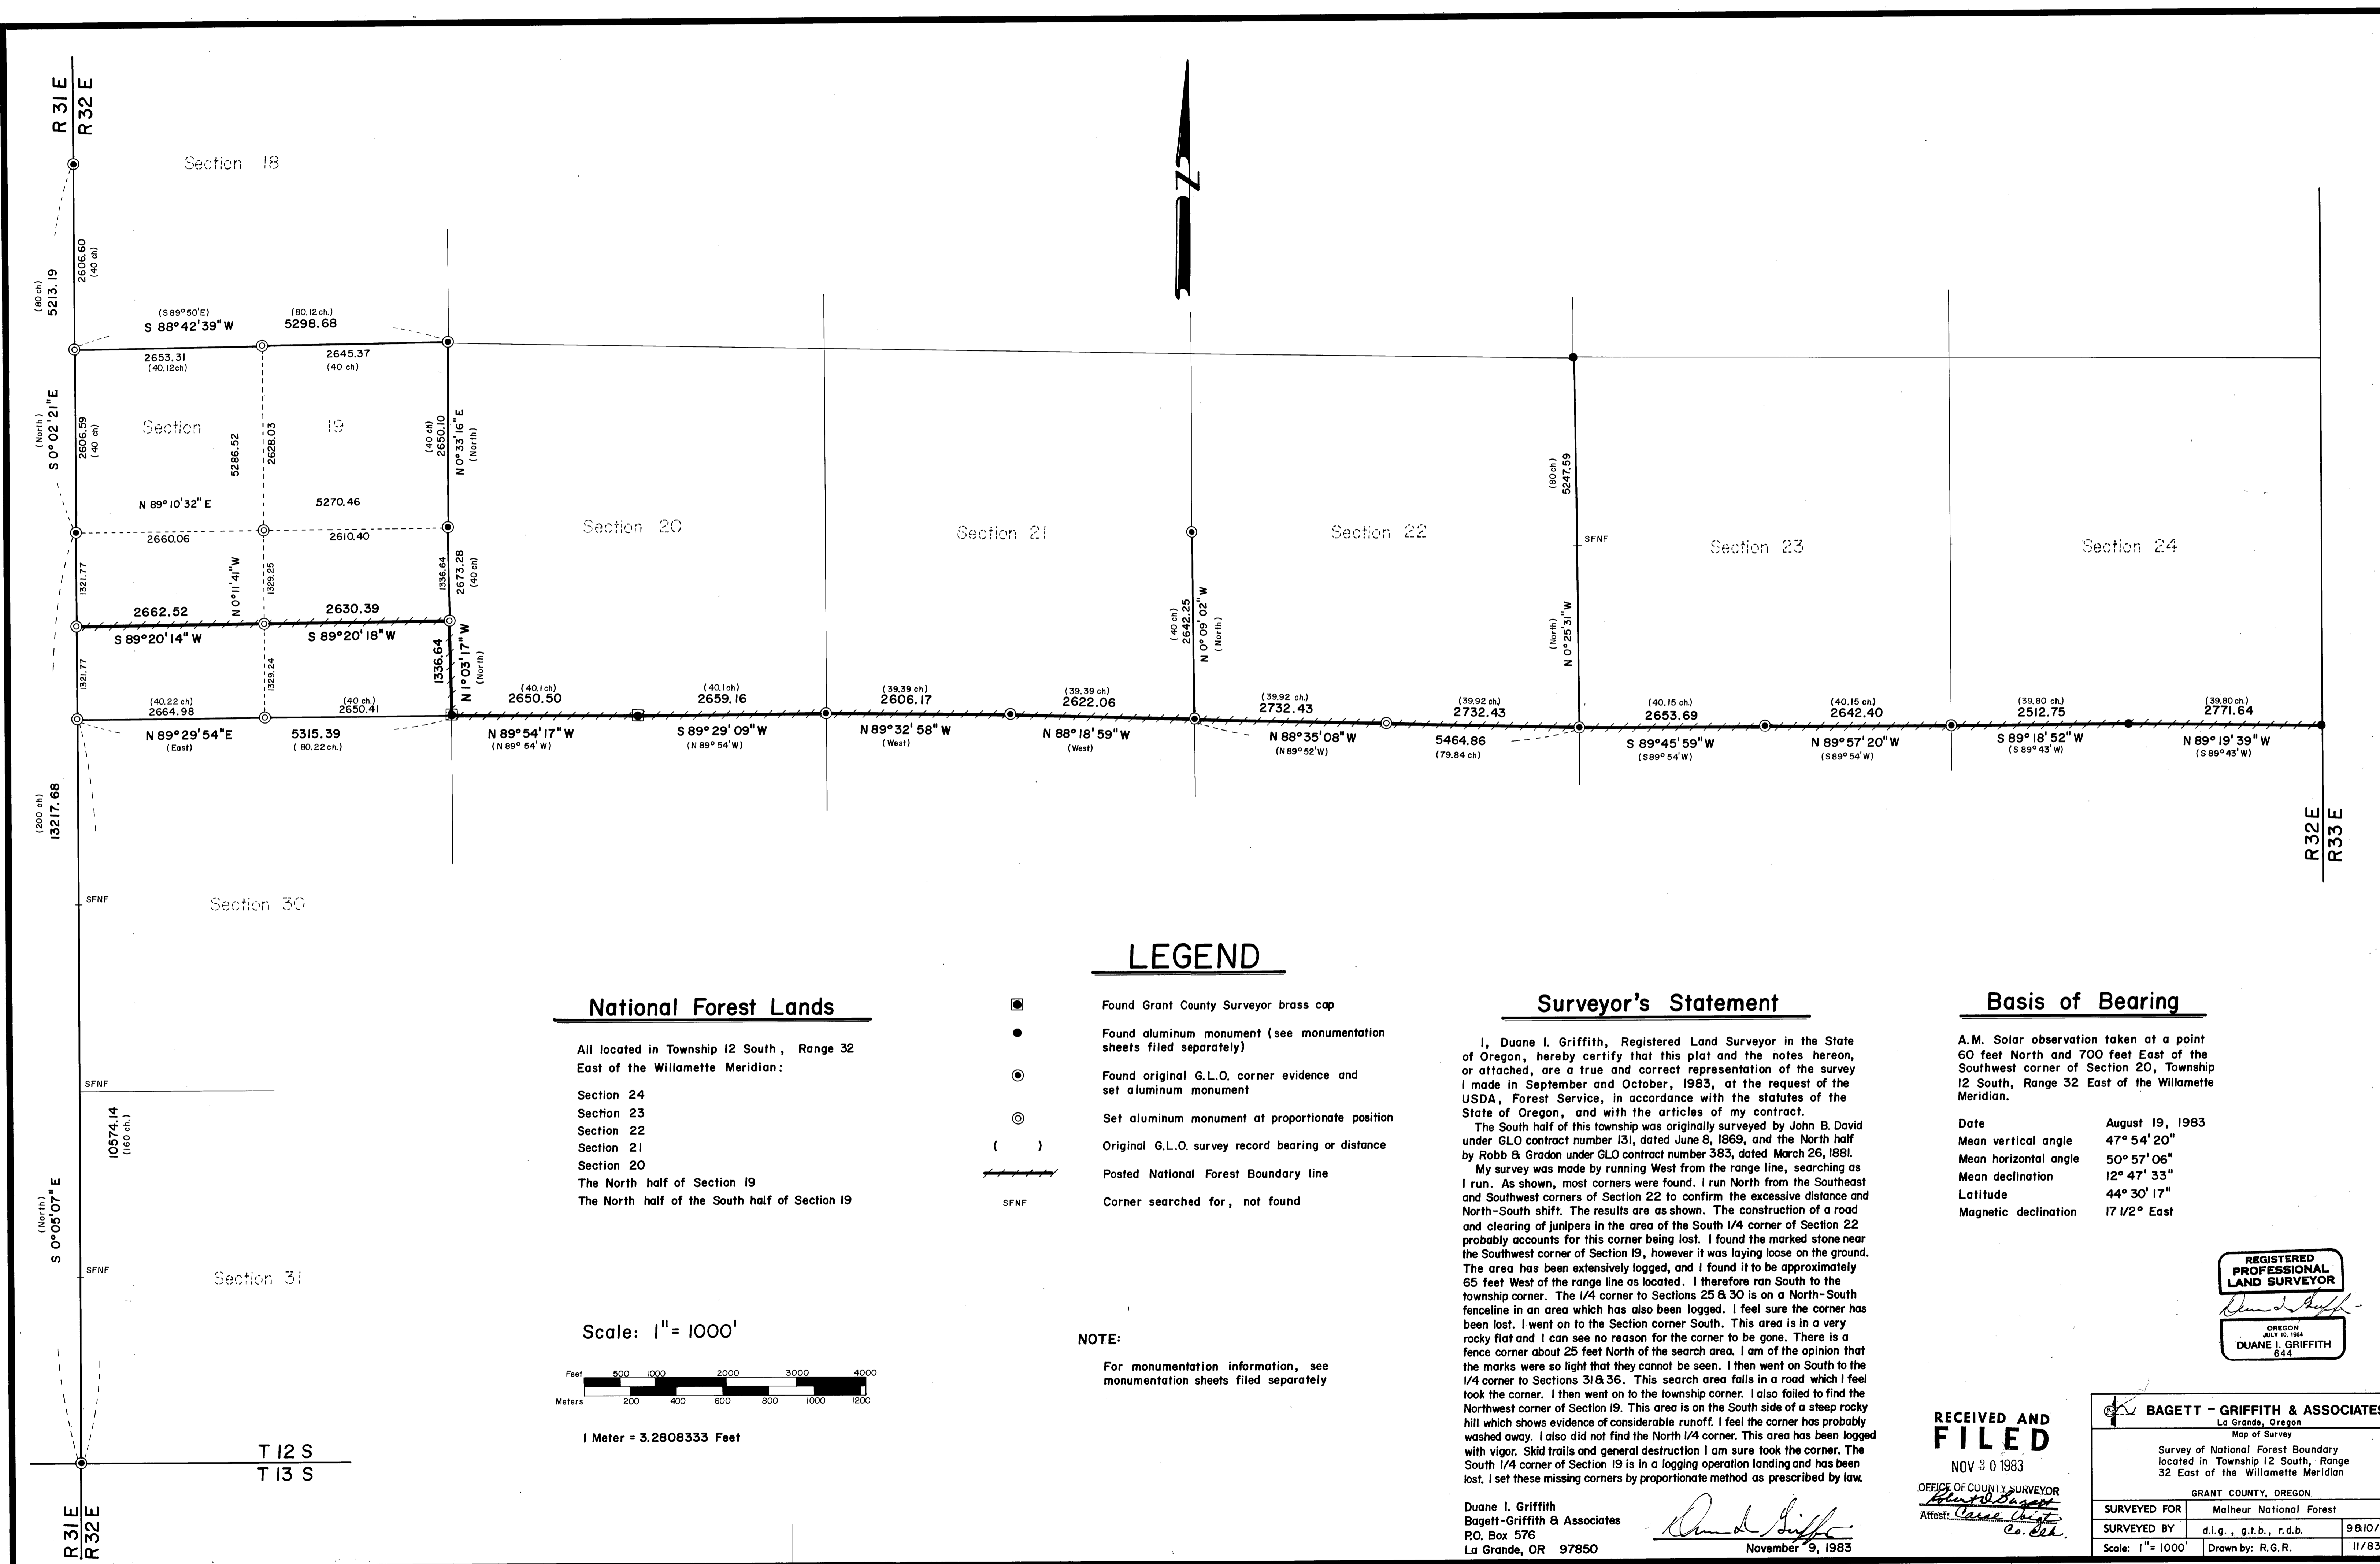 R 31 E
R 32 E
Section 18
2606.60
(40 ch)
(80 ch)
5213.19
(S89°50'E)
(80.12ch.)
S 88°42'39"W
5298.68
2653.31
(40.12ch)
2645.37
(40 ch)
(North)
S 0°02'21"E
2606.59
(40 ch)
Section 19
5286.52
2628.03
(40 ch)
2650.10
N 0°33'16"E
(North)
N 89°10'32"E
5270.46
2660.06
2610.40
1321.77
N 0°11'41"W
1329.25
1336.64
2673.28
(40 ch)
2662.52
2630.39
S 89°20'14"W
S 89°20'18"W
1321.77
1329.24
1336.64
N 1°03'17"W
(North)
(40.22 ch)
2664.98
(40 ch.)
2650.41
N 89°29'54"E
(East)
5315.39
(80.22 ch.)
Section 20
Section 21
Section 22
Section 23
Section 24
(40 ch)
2642.25
N 0°09'02"W
(North)
(80 ch)
5247.59
SFNF
(North)
N 0°25'31"W
(40.1ch)
2650.50
(40.1ch)
2659.16
(39.39 ch)
2606.17
(39.39 ch)
2622.06
(39.92 ch.)
2732.43
(39.92 ch)
2732.43
(40.15 ch)
2653.69
(40.15 ch)
2642.40
(39.80 ch)
2512.75
(39.80 ch)
2771.64
N 89°54'17"W
(N 89° 54'W)
S 89°29'09"W
(N 89° 54'W)
N 89°32'58"W
(West)
N 88°18'59"W
(West)
N 88°35'08"W
(N 89°52'W)
5464.86
(79.84 ch)
S 89°45'59"W
(S89° 54'W)
N 89°57'20"W
(S89° 54'W)
S 89°18'52"W
(S 89°43'W)
N 89°19'39"W
(S 89°43'W)
R32 E
R33 E
(200 ch)
13217.68
SFNF
Section 30
SFNF
10574.14
(160 ch.)
(North)
S 0°05'07"E
SFNF
Section 31
T 12 S
T 13 S
R31 E
R32 E
National Forest Lands
All located in Township 12 South, Range 32
East of the Willamette Meridian:
Section 24
Section 23
Section 22
Section 21
Section 20
The North half of Section 19
The North half of the South half of Section 19
Scale: 1" = 1000'
Feet 500 1000 2000 3000 4000
Meters 200 400 600 800 1000 1200
1 Meter = 3.2808333 Feet
LEGEND
Found Grant County Surveyor brass cap
Found aluminum monument (see monumentation
sheets filed separately)
Found original G.L.O. corner evidence and
set aluminum monument
Set aluminum monument at proportionate position
( ) Original G.L.O. survey record bearing or distance
Posted National Forest Boundary line
SFNF Corner searched for, not found
NOTE:
For monumentation information, see
monumentation sheets filed separately
Surveyor's Statement
I, Duane I. Griffith, Registered Land Surveyor in the State
of Oregon, hereby certify that this plat and the notes hereon,
or attached, are a true and correct representation of the survey
I made in September and October, 1983, at the request of the
USDA, Forest Service, in accordance with the statutes of the
State of Oregon, and with the articles of my contract.
The South half of this township was originally surveyed by John B. David
under GLO contract number 131, dated June 8, 1869, and the North half
by Robb & Gradon under GLO contract number 383, dated March 26, 1881.
My survey was made by running West from the range line, searching as
I run. As shown, most corners were found. I run North from the Southeast
and Southwest corners of Section 22 to confirm the excessive distance and
North-South shift. The results are as shown. The construction of a road
and clearing of junipers in the area of the South 1/4 corner of Section 22
probably accounts for this corner being lost. I found the marked stone near
the Southwest corner of Section 19, however it was laying loose on the ground.
The area has been extensively logged, and I found it to be approximately
65 feet West of the range line as located. I therefore ran South to the
township corner. The 1/4 corner to Sections 25 & 30 is on a North-South
fenceline in an area which has also been logged. I feel sure the corner has
been lost. I went on to the Section corner South. This area is in a very
rocky flat and I can see no reason for the corner to be gone. There is a
fence corner about 25 feet North of the search area. I am of the opinion that
the marks were so light that they cannot be seen. I then went on South to the
1/4 corner to Sections 31 & 36. This search area falls in a road which I feel
took the corner. I then went on to the township corner. I also failed to find the
Northwest corner of Section 19. This area is on the South side of a steep rocky
hill which shows evidence of considerable runoff. I feel the corner has probably
washed away. I also did not find the North 1/4 corner. This area has been logged
with vigor. Skid trails and general destruction I am sure took the corner. The
South 1/4 corner of Section 19 is in a logging operation landing and has been
lost. I set these missing corners by proportionate method as prescribed by law.
Duane I. Griffith
Bagett-Griffith & Associates
P.O. Box 576
La Grande, OR 97850
November 9, 1983
Basis of Bearing
A.M. Solar observation taken at a point
60 feet North and 700 feet East of the
Southwest corner of Section 20, Township
12 South, Range 32 East of the Willamette
Meridian.
Date August 19, 1983
Mean vertical angle 47° 54' 20"
Mean horizontal angle 50° 57' 06"
Mean declination 12° 47' 33"
Latitude 44° 30' 17"
Magnetic declination 17 1/2° East
REGISTERED
PROFESSIONAL
LAND SURVEYOR
OREGON
JULY 10, 1964
DUANE I. GRIFFITH
644
RECEIVED AND
FILED
NOV 30 1983
OFFICE OF COUNTY SURVEYOR
Attest:
Co. Clk.
BAGETT - GRIFFITH & ASSOCIATES
La Grande, Oregon
Map of Survey
Survey of National Forest Boundary
located in Township 12 South, Range
32 East of the Willamette Meridian
GRANT COUNTY, OREGON
SURVEYED FOR Malheur National Forest
SURVEYED BY d.i.g., g.t.b., r.d.b. 9&10/
Scale: 1" = 1000' Drawn by: R.G.R. 11/83